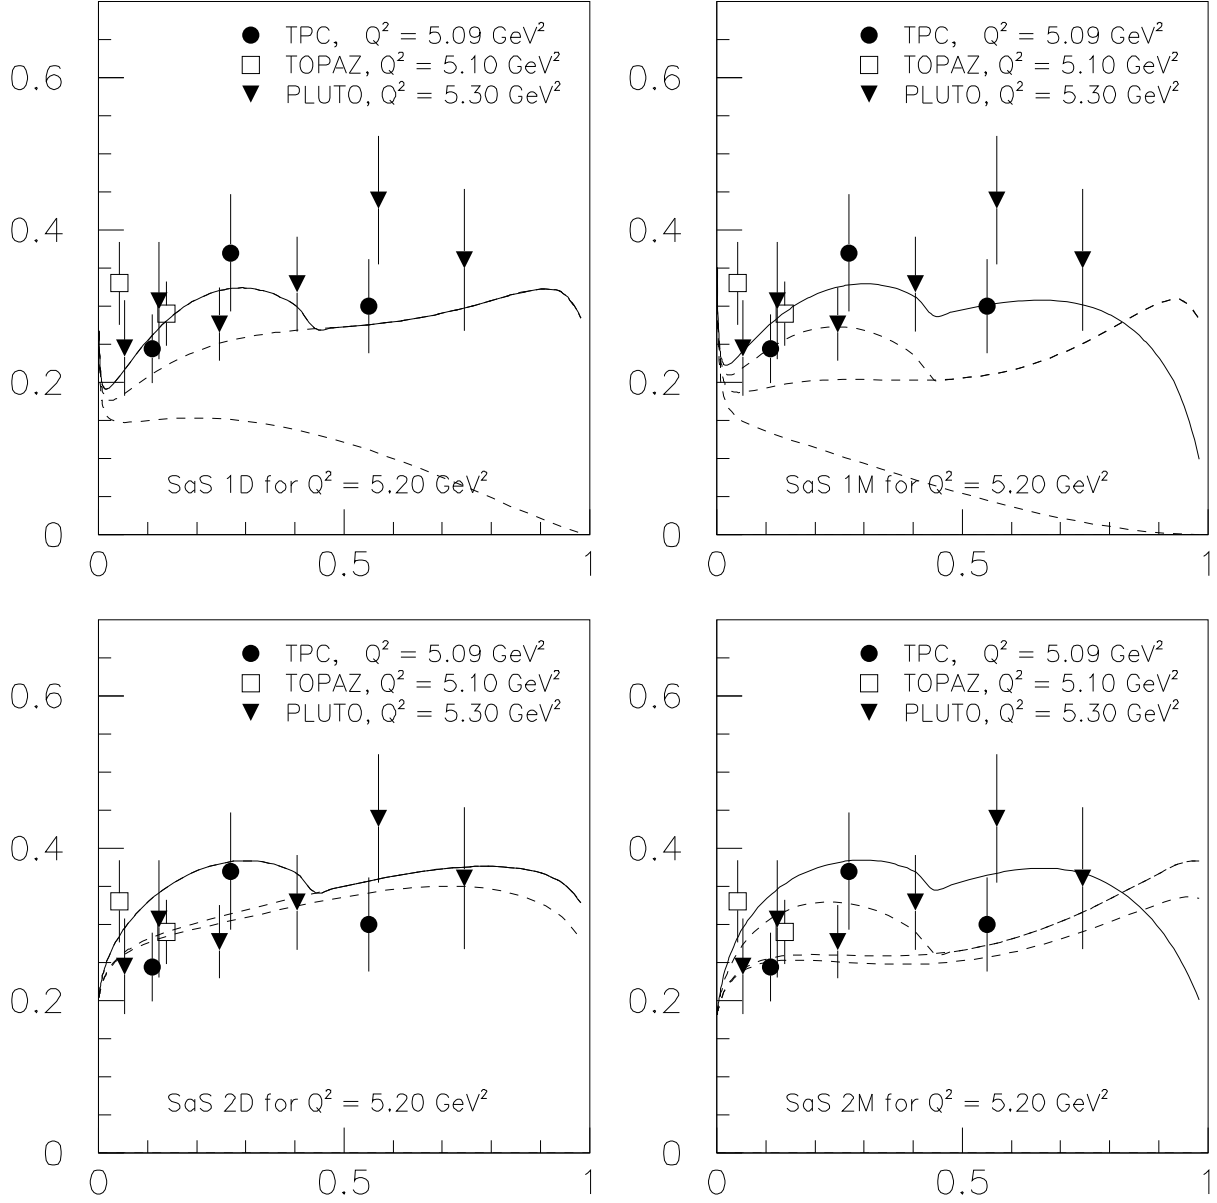 TPC, Q² = 5.09 GeV²
TOPAZ, Q² = 5.10 GeV²
PLUTO, Q² = 5.30 GeV²
0.6
0.4
0.2
0
SaS 1D for Q² = 5.20 GeV²
0 0.5 1
TPC, Q² = 5.09 GeV²
TOPAZ, Q² = 5.10 GeV²
PLUTO, Q² = 5.30 GeV²
0.6
0.4
0.2
0
SaS 1M for Q² = 5.20 GeV²
0 0.5 1
TPC, Q² = 5.09 GeV²
TOPAZ, Q² = 5.10 GeV²
PLUTO, Q² = 5.30 GeV²
0.6
0.4
0.2
0
SaS 2D for Q² = 5.20 GeV²
0 0.5 1
TPC, Q² = 5.09 GeV²
TOPAZ, Q² = 5.10 GeV²
PLUTO, Q² = 5.30 GeV²
0.6
0.4
0.2
0
SaS 2M for Q² = 5.20 GeV²
0 0.5 1